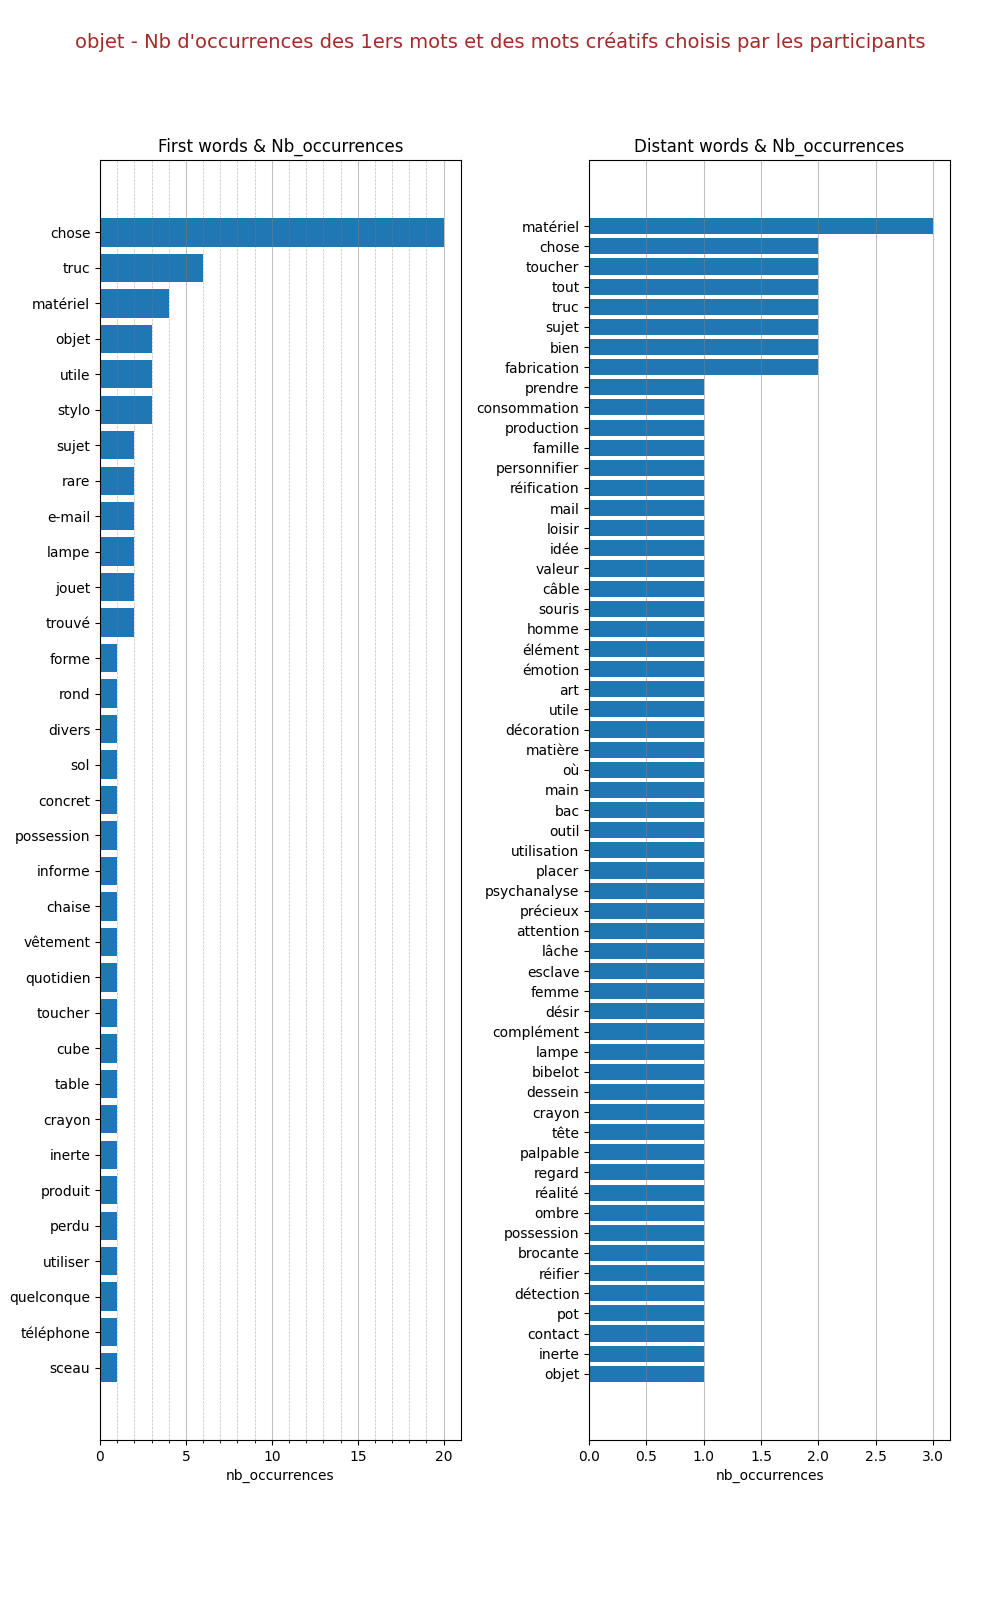 objet - Nb d'occurrences des 1ers mots et des mots créatifs choisis par les participants
First words & Nb_occurrences
chose
truc
matériel
objet
utile
stylo
sujet
rare
e-mail
lampe
jouet
trouvé
forme
rond
divers
sol
concret
possession
informe
chaise
vêtement
quotidien
toucher
cube
table
crayon
inerte
produit
perdu
utiliser
quelconque
téléphone
sceau
0 5 10 15 20
nb_occurrences
Distant words & Nb_occurrences
matériel
chose
toucher
tout
truc
sujet
bien
fabrication
prendre
consommation
production
famille
personnifier
réification
mail
loisir
idée
valeur
câble
souris
homme
élément
émotion
art
utile
décoration
matière
où
main
bac
outil
utilisation
placer
psychanalyse
précieux
attention
lâche
esclave
femme
désir
complément
lampe
bibelot
dessein
crayon
tête
palpable
regard
réalité
ombre
possession
brocante
réifier
détection
pot
contact
inerte
objet
0.0 0.5 1.0 1.5 2.0 2.5 3.0
nb_occurrences